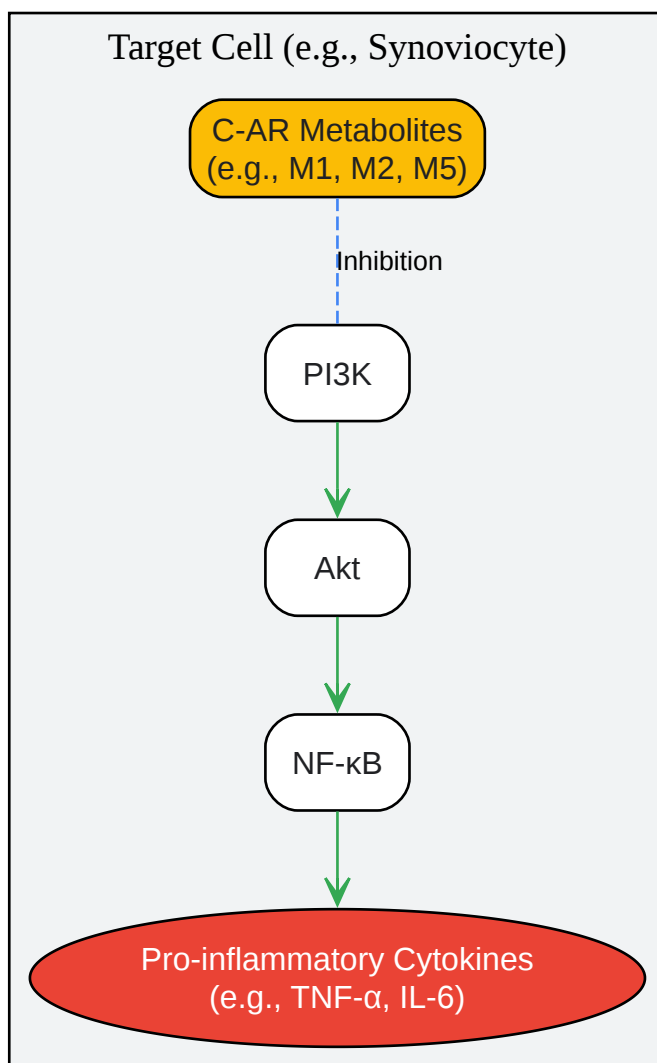 Target Cell (e.g., Synoviocyte)
C-AR Metabolites
(e.g., M1, M2, M5)
Inhibition
PI3K
Akt
NF-κB
Pro-inflammatory Cytokines
(e.g., TNF-α, IL-6)